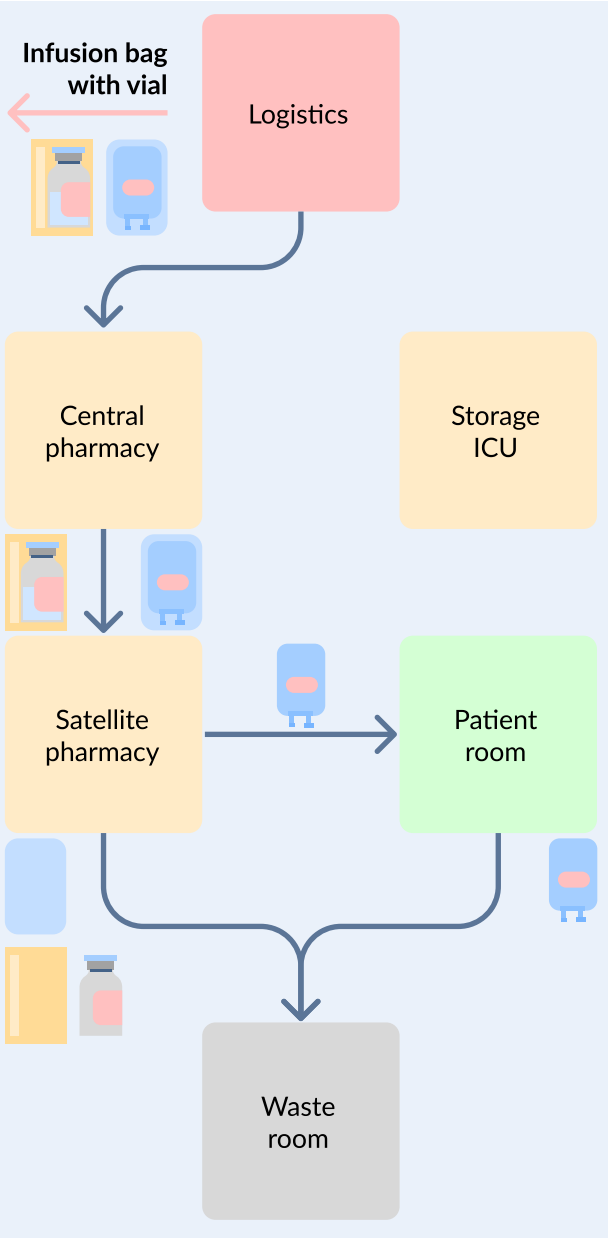 Infusion bag
with vial
Logistics
Central
pharmacy
Storage
ICU
Satellite
pharmacy
Patient
room
Waste
room